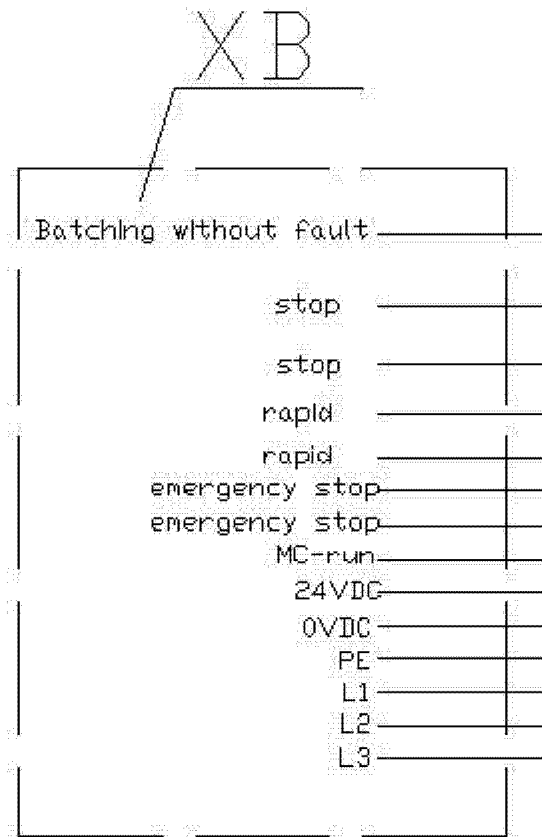 XB
Batching without fault
stop
stop
rapid
rapid
emergency stop
emergency stop
MC-run
24VDC
0VDC
PE
L1
L2
L3